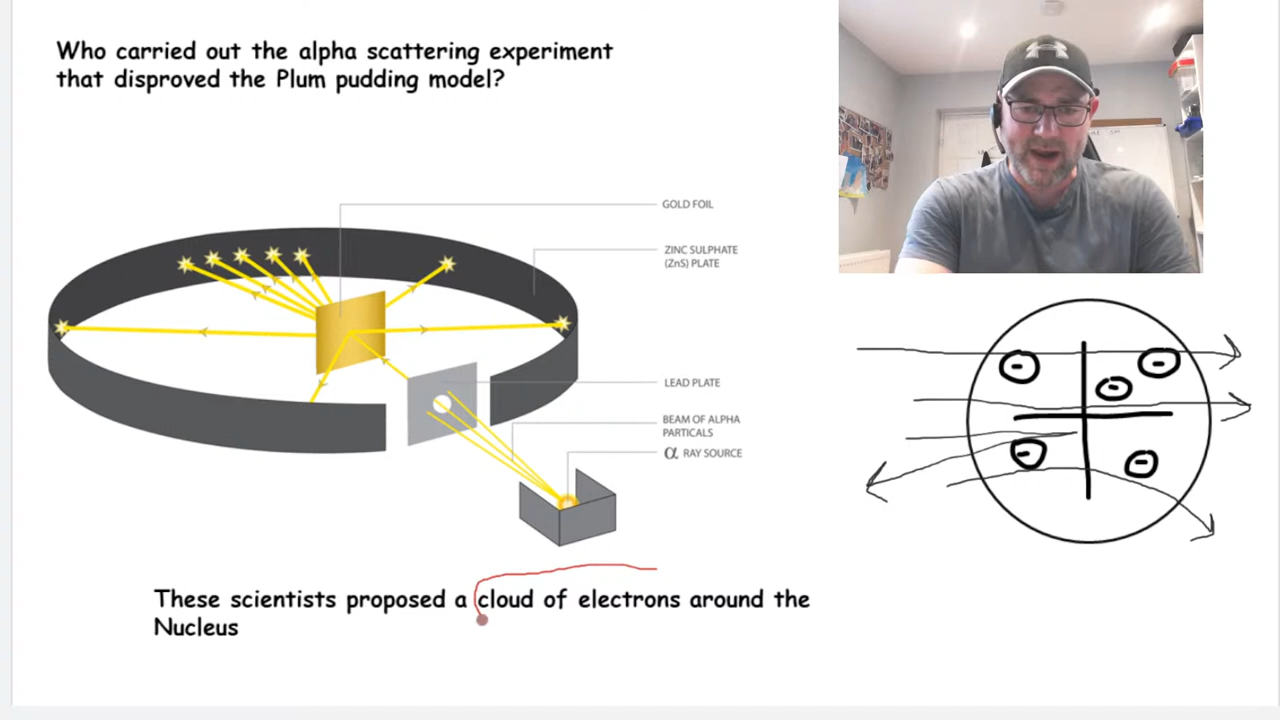 Who carried out the alpha scattering experiment
that disproved the Plum pudding model?
GOLD FOIL
ZINC SULPHATE
(ZnS) PLATE
LEAD PLATE
BEAM OF ALPHA
PARTICALS
α RAY SOURCE
These scientists proposed a cloud of electrons around the
Nucleus